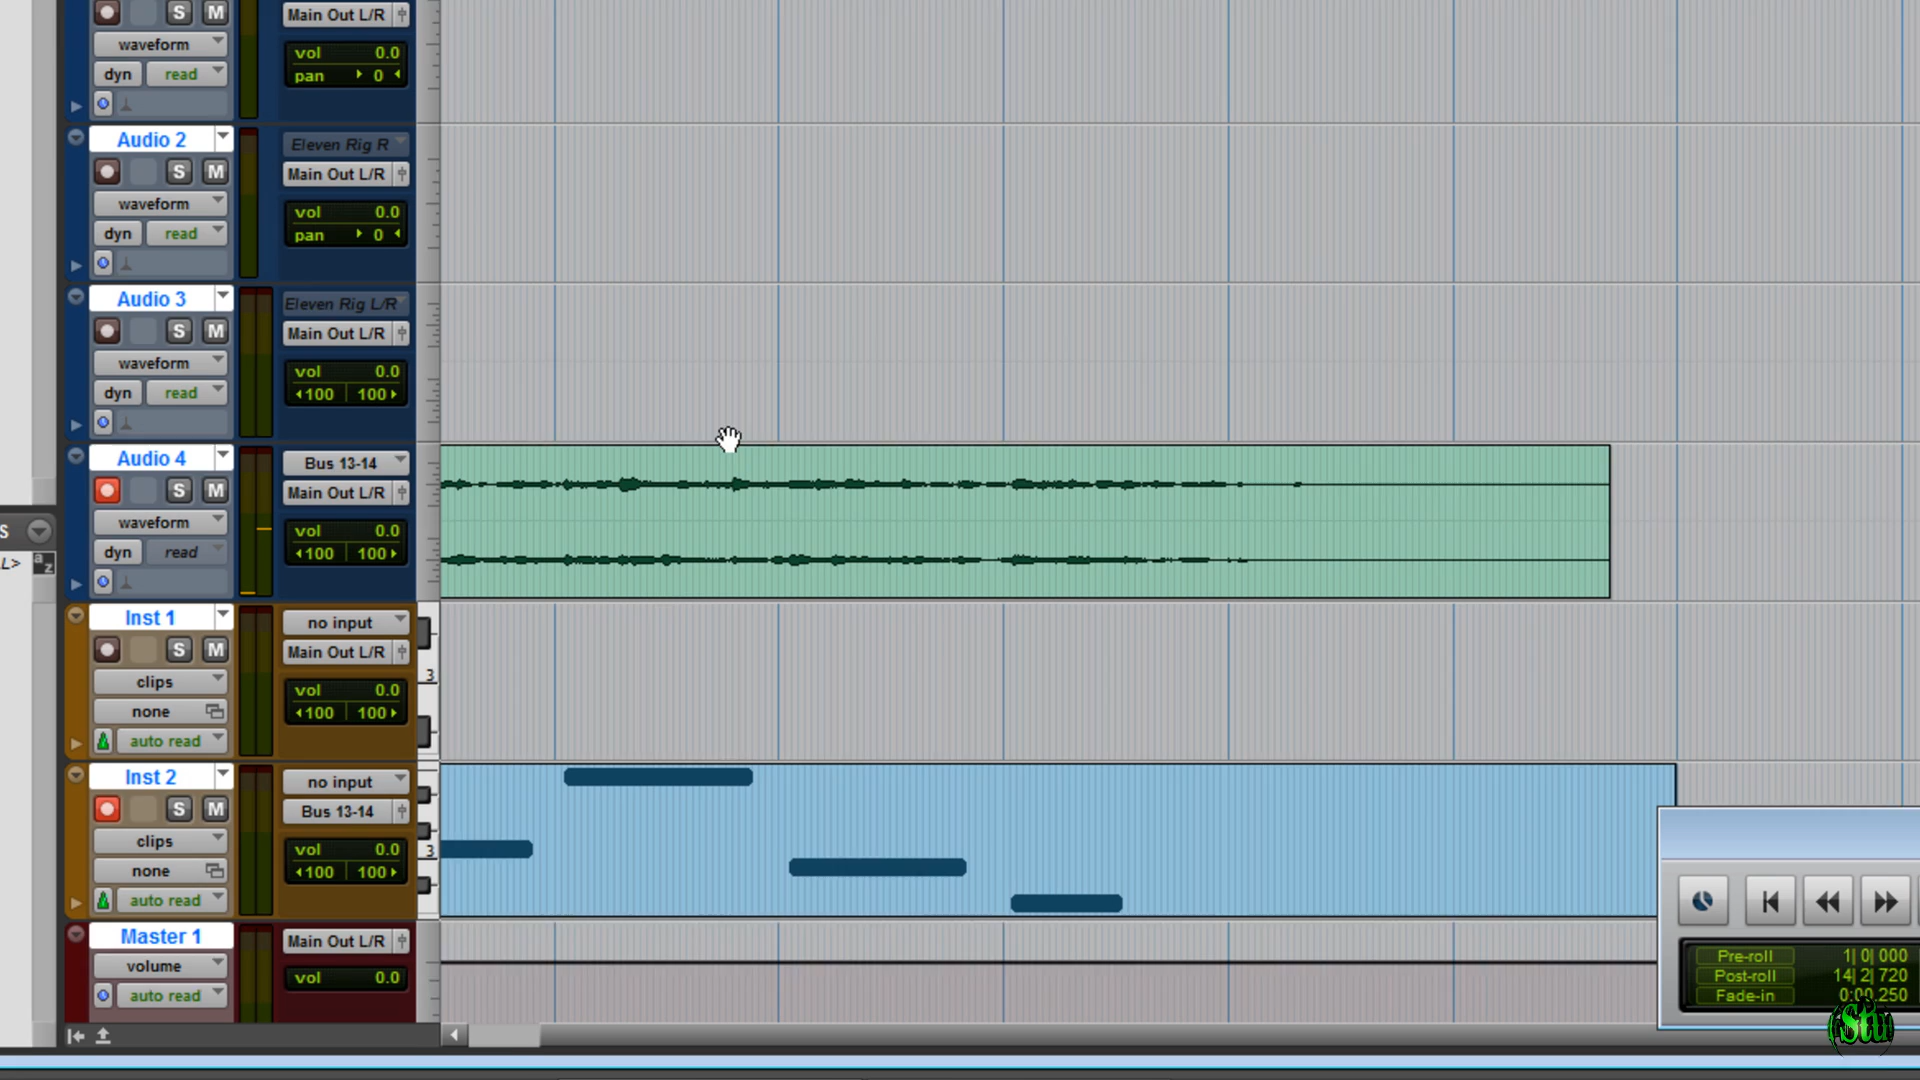 S M
Main Out L/R
waveform
vol 0.0
dyn read
pan 0
Audio 2
Eleven Rig R
S M
Main Out L/R
waveform
vol 0.0
dyn read
pan 0
Audio 3
Eleven Rig L/R
S M
Main Out L/R
waveform
vol 0.0
dyn read
100 100
Audio 4
Bus 13-14
S M
Main Out L/R
waveform
vol 0.0
dyn read
100 100
S
L>
a
z
Inst 1
no input
S M
Main Out L/R
clips
3
vol 0.0
none
100 100
auto read
Inst 2
no input
S M
Bus 13-14
clips
3
vol 0.0
none
100 100
auto read
Master 1
Main Out L/R
volume
vol 0.0
auto read
Pre-roll 1| 0| 000
Post-roll 14| 2| 720
Fade-in 0:00.250
Stu